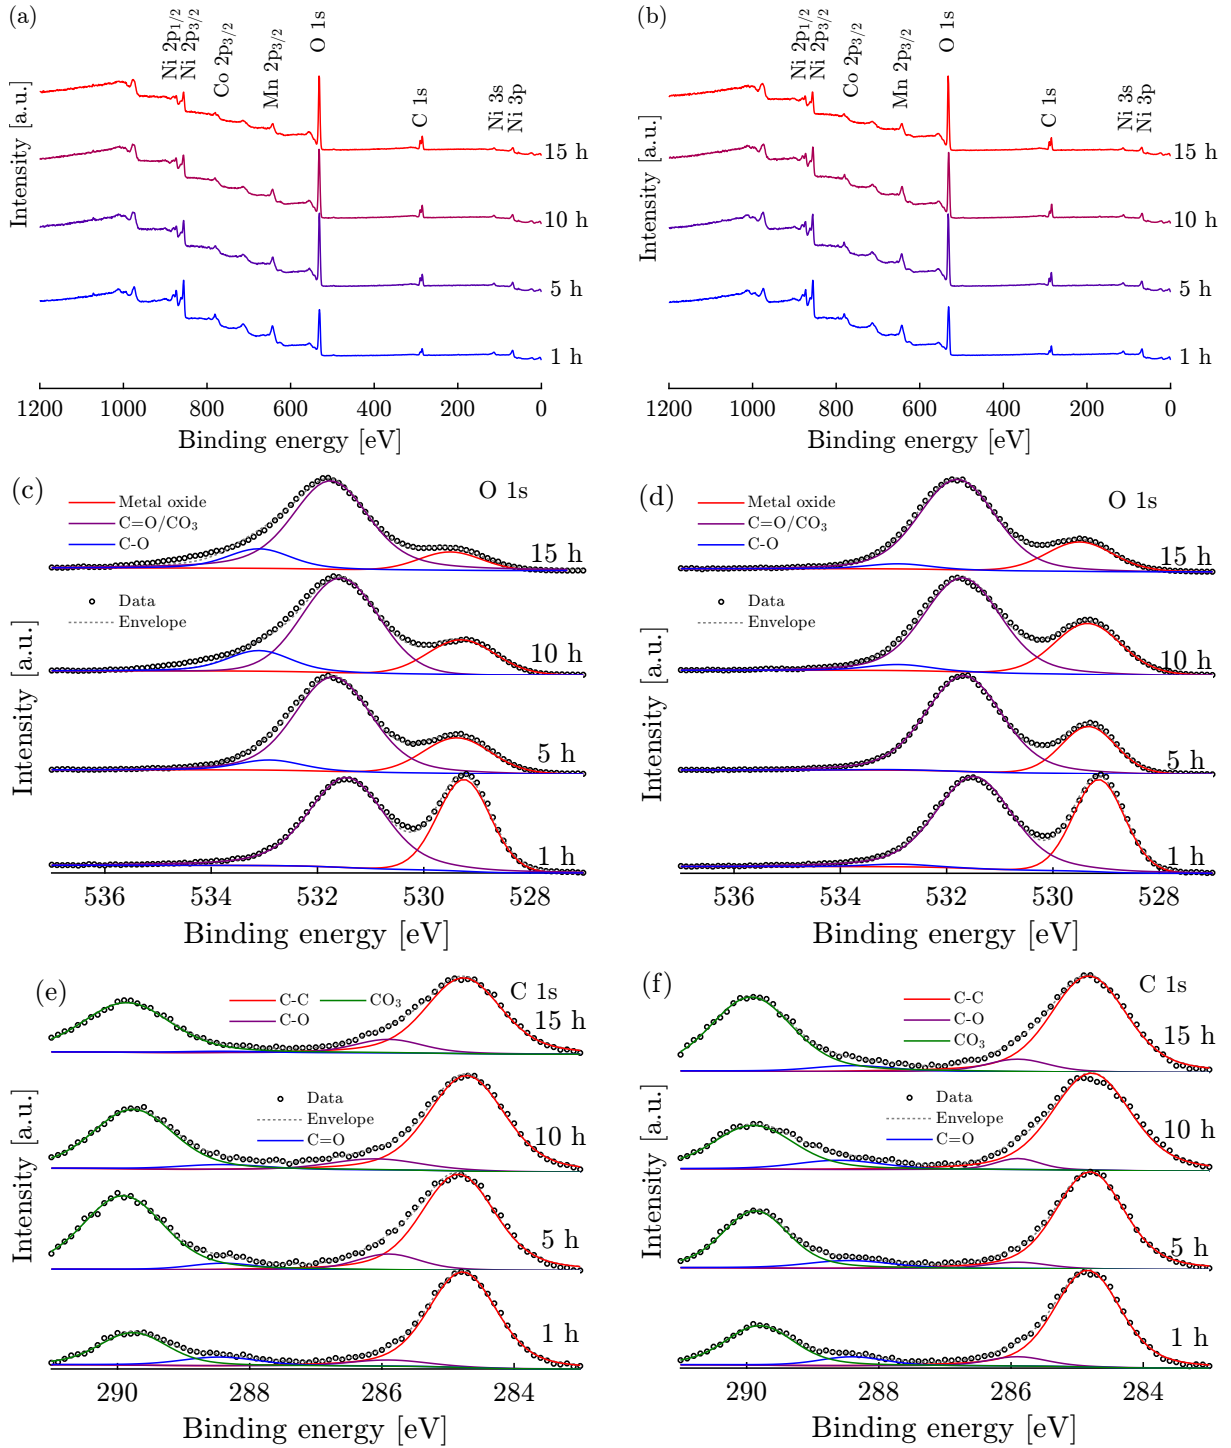 (a)
Ni 2p1/2
Ni 2p3/2
Co 2p3/2
Mn 2p3/2
O 1s
C 1s
Ni 3s
Ni 3p
15 h
10 h
5 h
1 h
Intensity [a.u.]
1200 1000 800 600 400 200 0
Binding energy [eV]
(b)
Ni 2p1/2
Ni 2p3/2
Co 2p3/2
Mn 2p3/2
O 1s
C 1s
Ni 3s
Ni 3p
15 h
10 h
5 h
1 h
Intensity [a.u.]
1200 1000 800 600 400 200 0
Binding energy [eV]
(c)
O 1s
Metal oxide
C=O/CO3
C-O
15 h
Data
Envelope
10 h
5 h
1 h
Intensity [a.u.]
536 534 532 530 528
Binding energy [eV]
(d)
O 1s
Metal oxide
C=O/CO3
C-O
15 h
Data
Envelope
10 h
5 h
1 h
Intensity [a.u.]
536 534 532 530 528
Binding energy [eV]
(e)
C 1s
C-C CO3
C-O
15 h
Data
Envelope
C=O
10 h
5 h
1 h
Intensity [a.u.]
290 288 286 284
Binding energy [eV]
(f)
C 1s
C-C
C-O
CO3
15 h
Data
Envelope
C=O
10 h
5 h
1 h
Intensity [a.u.]
290 288 286 284
Binding energy [eV]